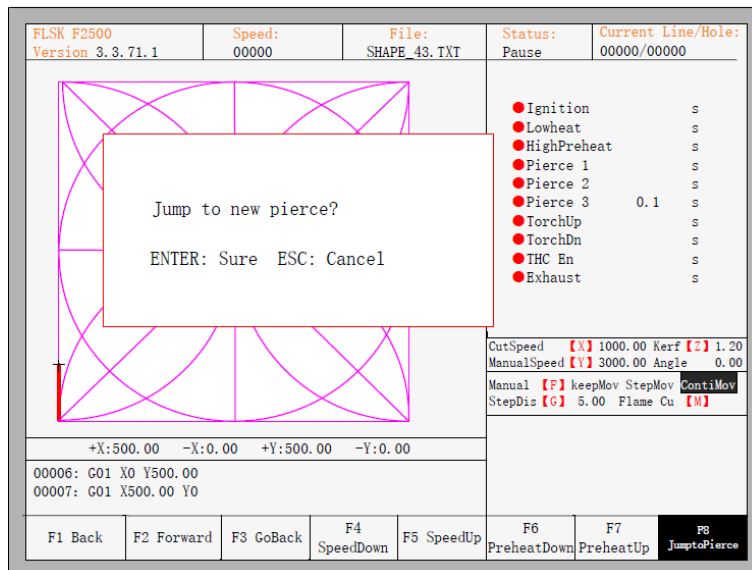 FLSK F2500 Speed: File: Status: Current Line/Hole:
Version 3.3.71.1 00000 SHAPE_43.TXT Pause 00000/00000
Ignition s
Lowheat s
HighPreheat s
Pierce 1 s
Pierce 2 s
Pierce 3 0.1 s
TorchUp s
TorchDn s
THC En s
Exhaust s
Jump to new pierce?
ENTER: Sure ESC: Cancel
CutSpeed 【X】 1000.00 Kerf 【Z】 1.20
ManualSpeed 【Y】 3000.00 Angle 0.00
Manual 【F】 keepMov StepMov ContiMov
StepDis 【G】 5.00 Flame Cu 【M】
+X:500.00 -X:0.00 +Y:500.00 -Y:0.00
00006: G01 X0 Y500.00
00007: G01 X500.00 Y0
F1 Back F2 Forward F3 GoBack F4 SpeedDown F5 SpeedUp F6 PreheatDown F7 PreheatUp F8 JumptoPierce